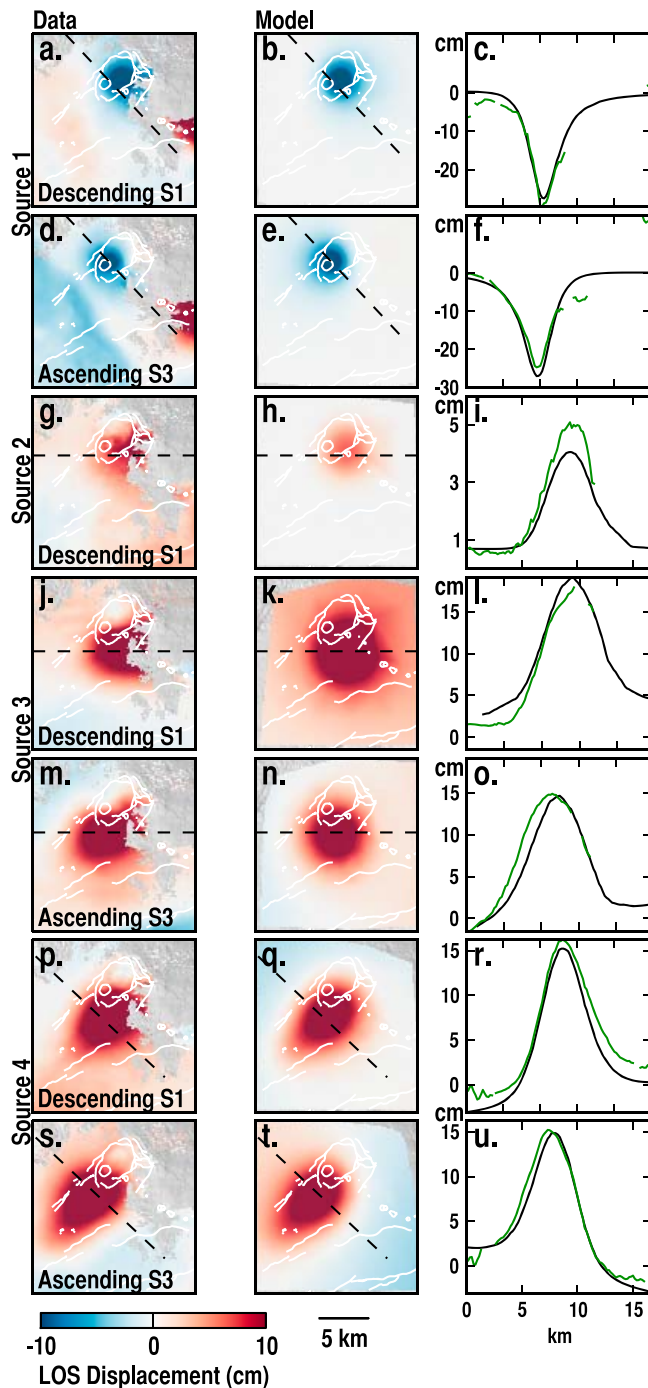 Data Model
a. b. cm c.
0
-10
-20
Descending S1
Source 1
d. e. cm f.
0
-10
-20
-30
Ascending S3
g. h. cm i.
5
3
1
Descending S1
Source 2
j. k. cm l.
15
10
5
0
Descending S1
Source 3
m. n. cm o.
15
10
5
0
Ascending S3
p. q. cm r.
15
10
5
0
Descending S1
Source 4
s. t. cm u.
15
10
5
0
Ascending S3
0 5 10 15
km
-10 0 10
LOS Displacement (cm)
5 km